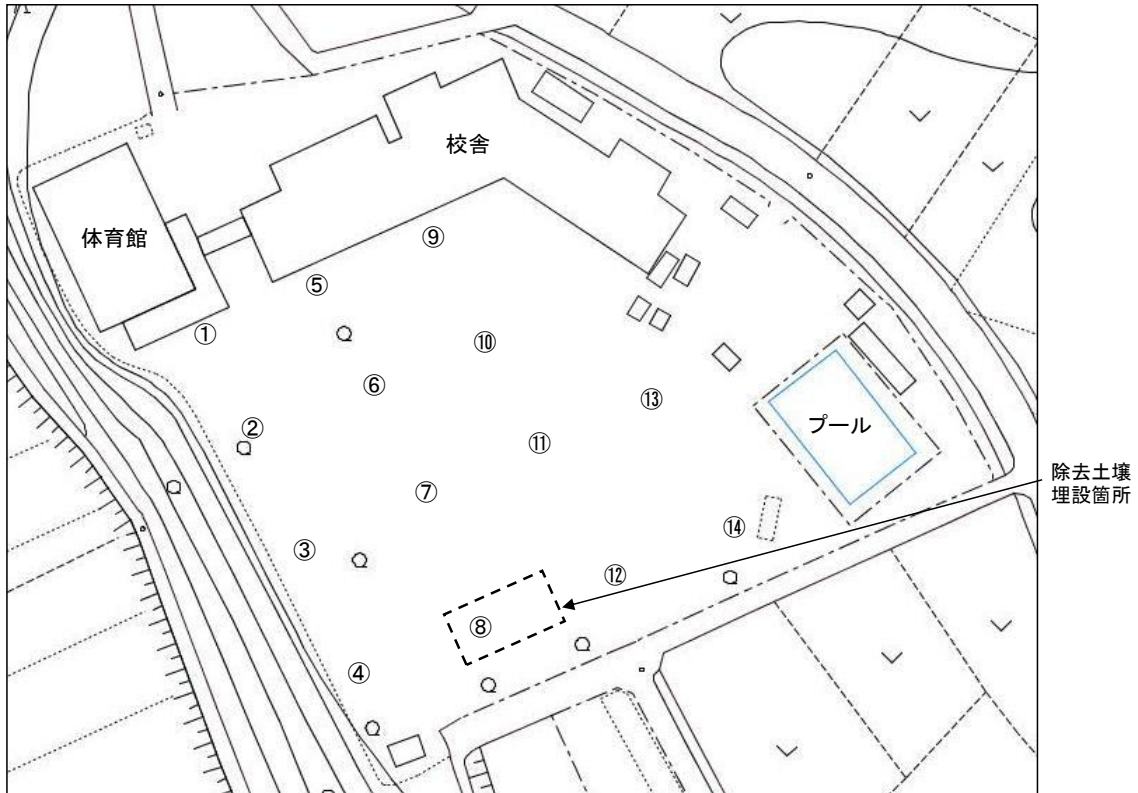 校舎
体育館
⑨
⑤
①
⑩
⑥
⑬
②
プール
⑪
除去土壌
埋設箇所
⑦
⑭
③
⑫
⑧
④